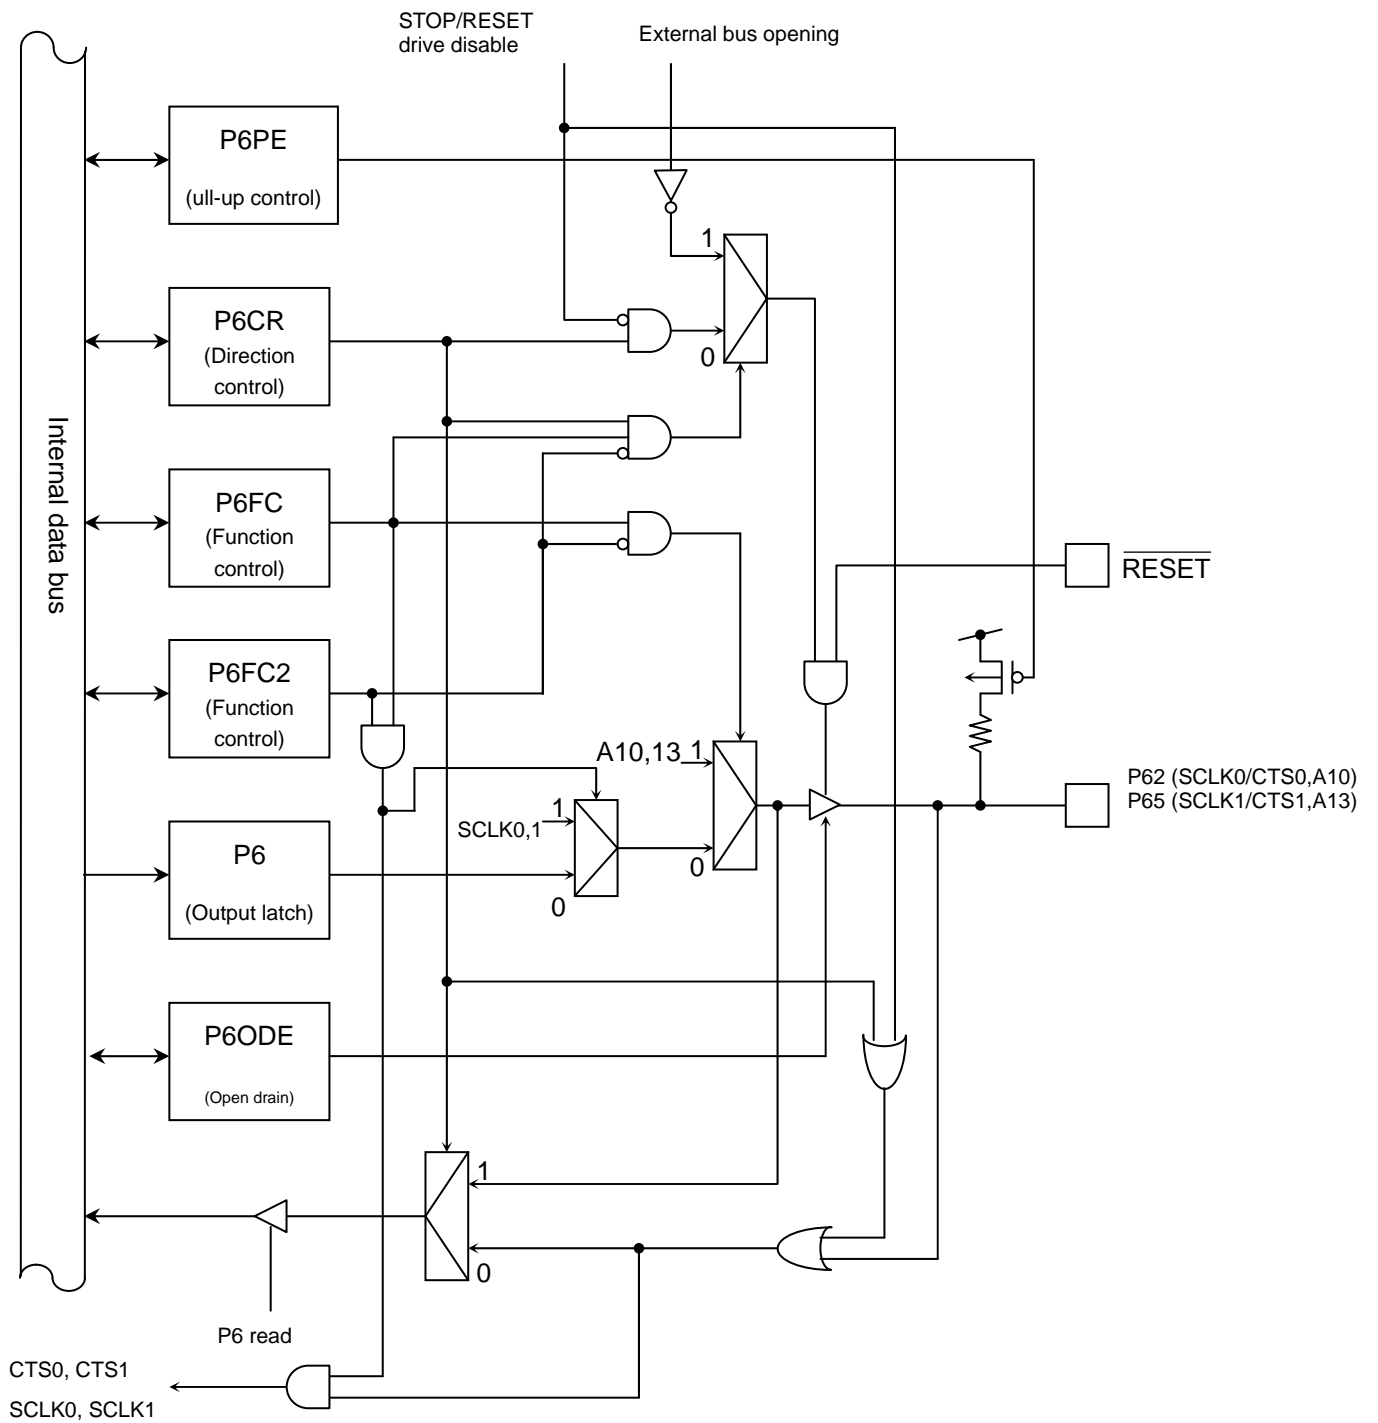 STOP/RESET
drive disable
External bus opening
P6PE
(ull-up control)
1
P6CR
(Direction
control)
0
Internal data bus
P6FC
(Function
control)
RESET
P6FC2
(Function
control)
A10,13
1
P62 (SCLK0/CTS0,A10)
P65 (SCLK1/CTS1,A13)
1
SCLK0,1
P6
(Output latch)
0
0
P6ODE
(Open drain)
1
0
P6 read
CTS0, CTS1
SCLK0, SCLK1